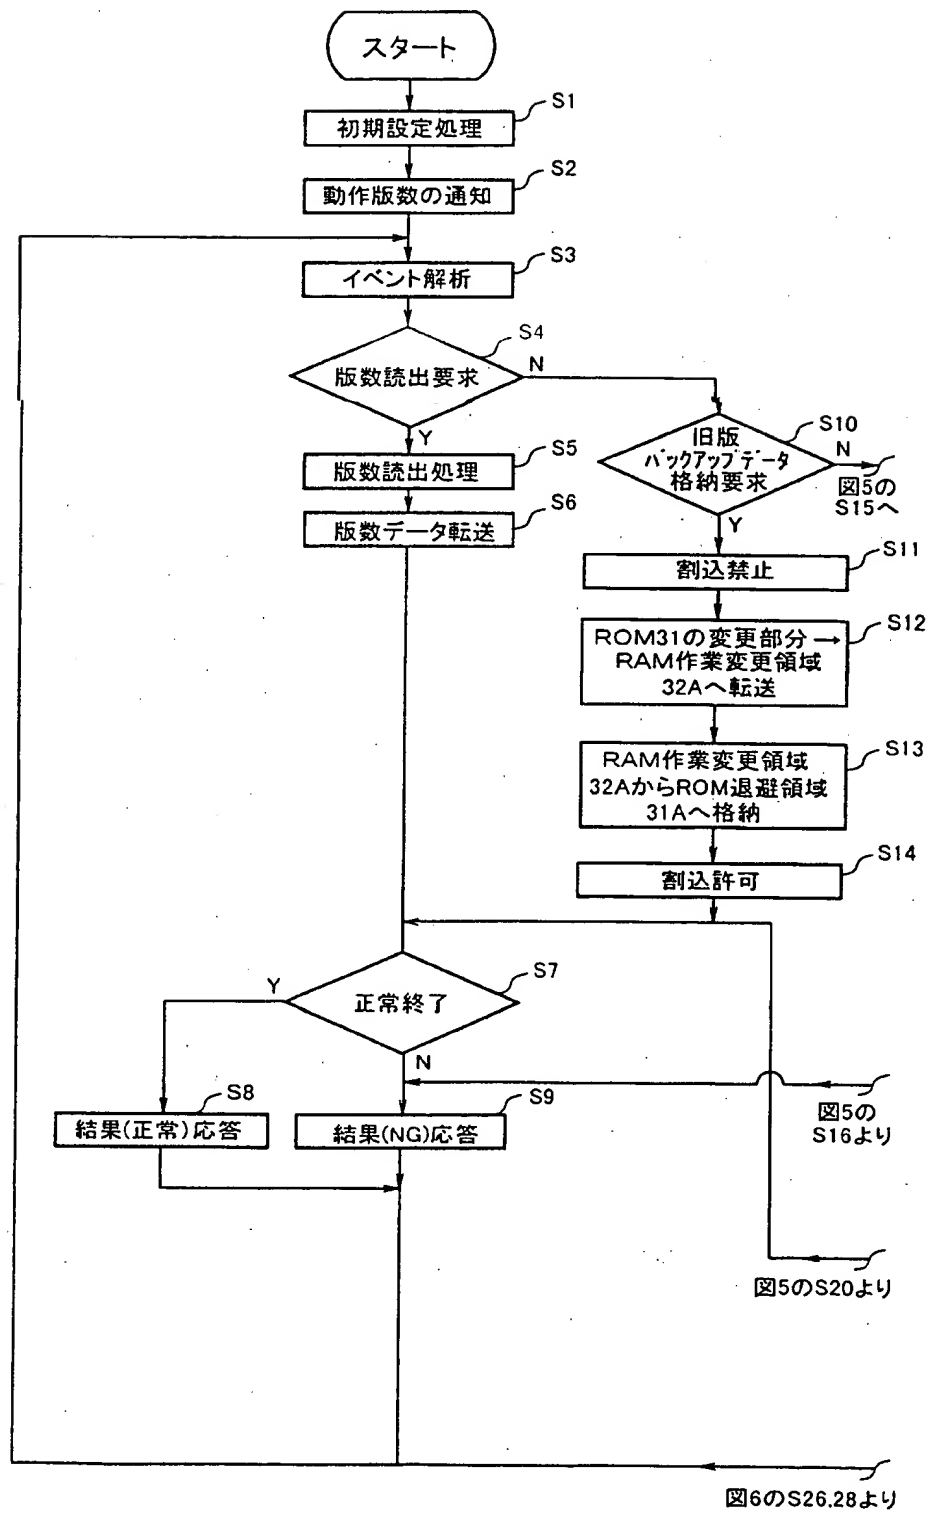 スタート
S1
初期設定処理
S2
動作版数の通知
S3
イベント解析
S4
版数読出要求
N
Y
S5
版数読出処理
S6
版数データ転送
S10
旧版
バックアップデータ
格納要求
N
図5の
S15へ
Y
S11
割込禁止
S12
ROM31の変更部分→
RAM作業変更領域
32Aへ転送
S13
RAM作業変更領域
32AからROM退避領域
31Aへ格納
S14
割込許可
S7
正常終了
Y
N
S8
結果(正常)応答
S9
結果(NG)応答
図5の
S16より
図5のS20より
図6のS26,28より